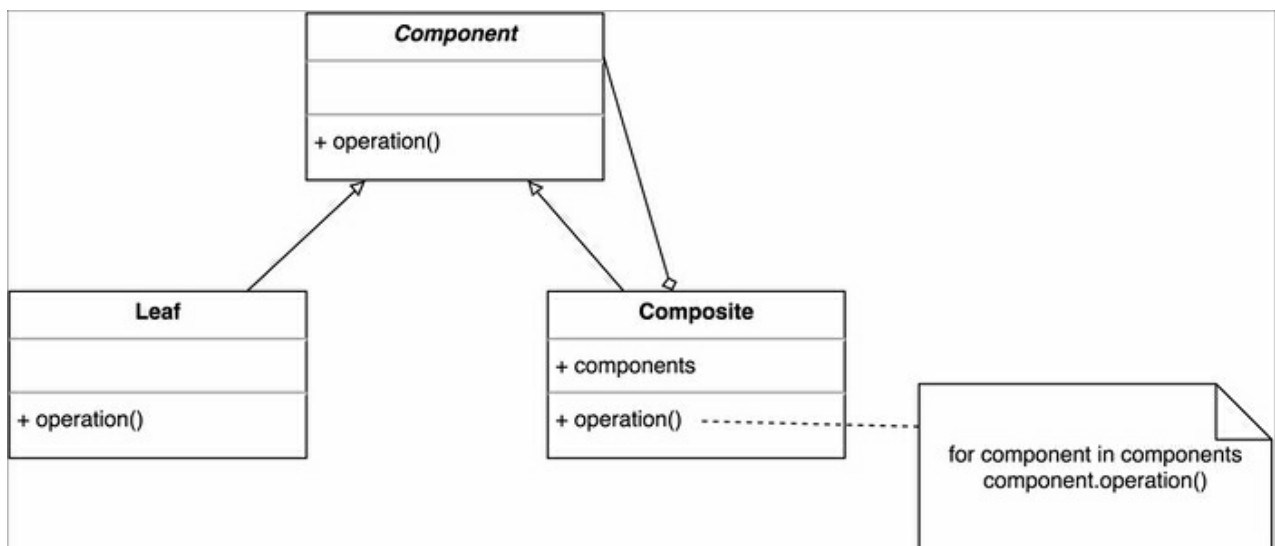 Component
+ operation()
Leaf
+ operation()
Composite
+ components
+ operation()
for component in components
component.operation()